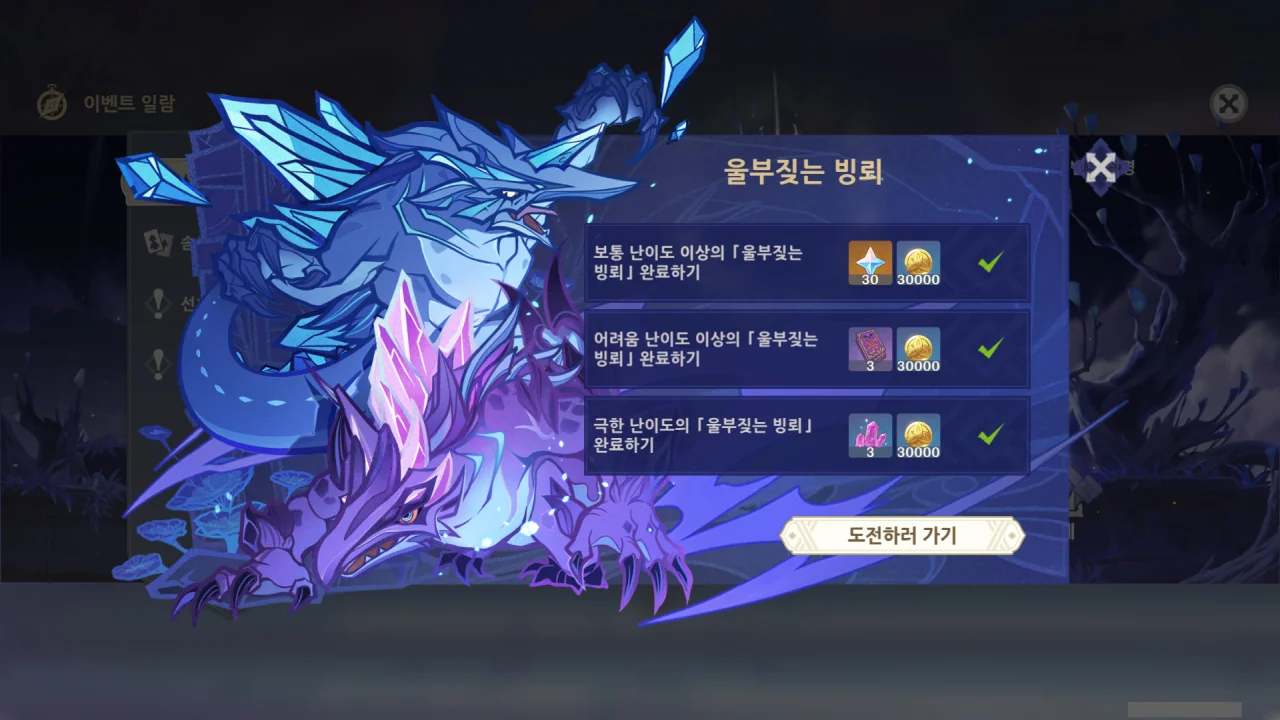 이벤트 일람
울부짖는 빙뢰
보통 난이도 이상의 「울부짖는
빙뢰」 완료하기
30
30000
어려움 난이도 이상의 「울부짖는
빙뢰」 완료하기
3
30000
극한 난이도의 「울부짖는 빙뢰」
완료하기
3
30000
도전하러 가기